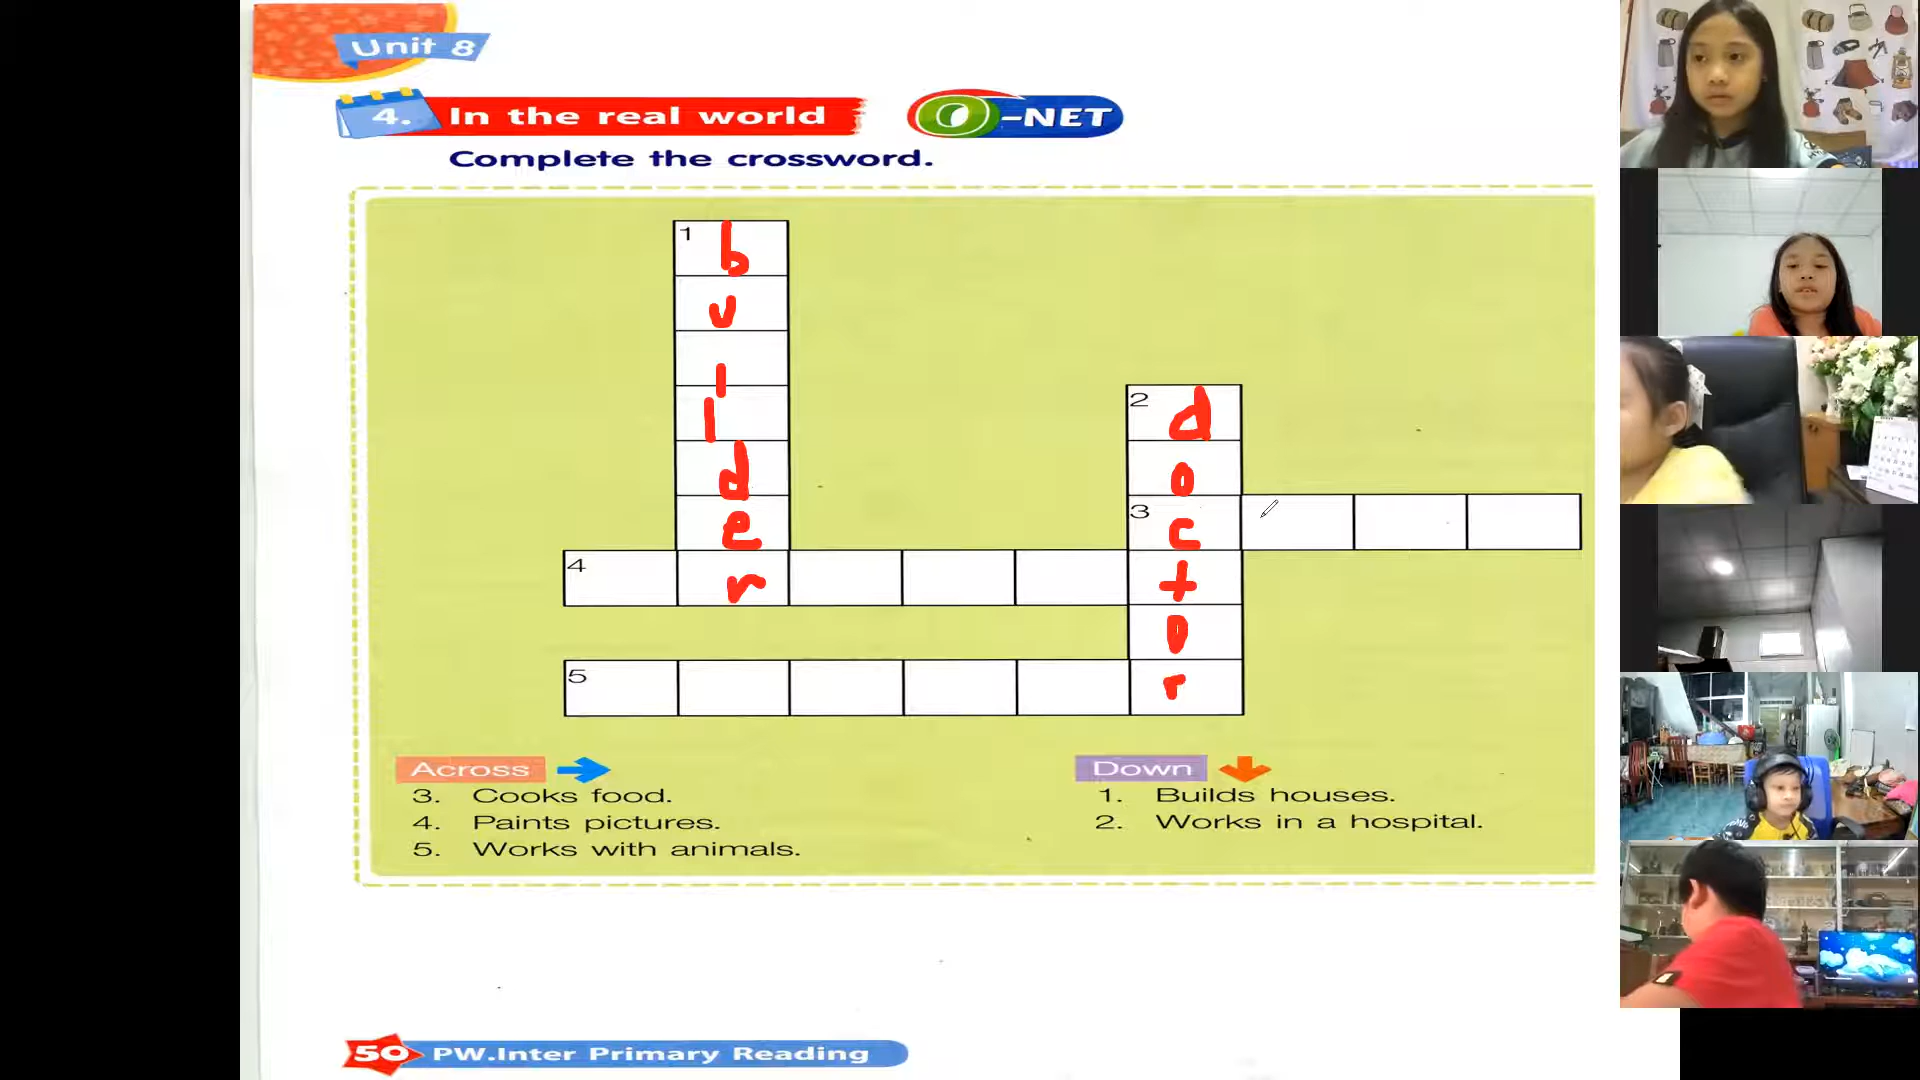 Unit 8
4. In the real world O-NET
Complete the crossword.
1 b
u
i
l
2 d
d
o
e
3 c
4 r
t
o
5 r
Across Down
3. Cooks food. 1. Builds houses.
4. Paints pictures. 2. Works in a hospital.
5. Works with animals.
50 PW.Inter Primary Reading